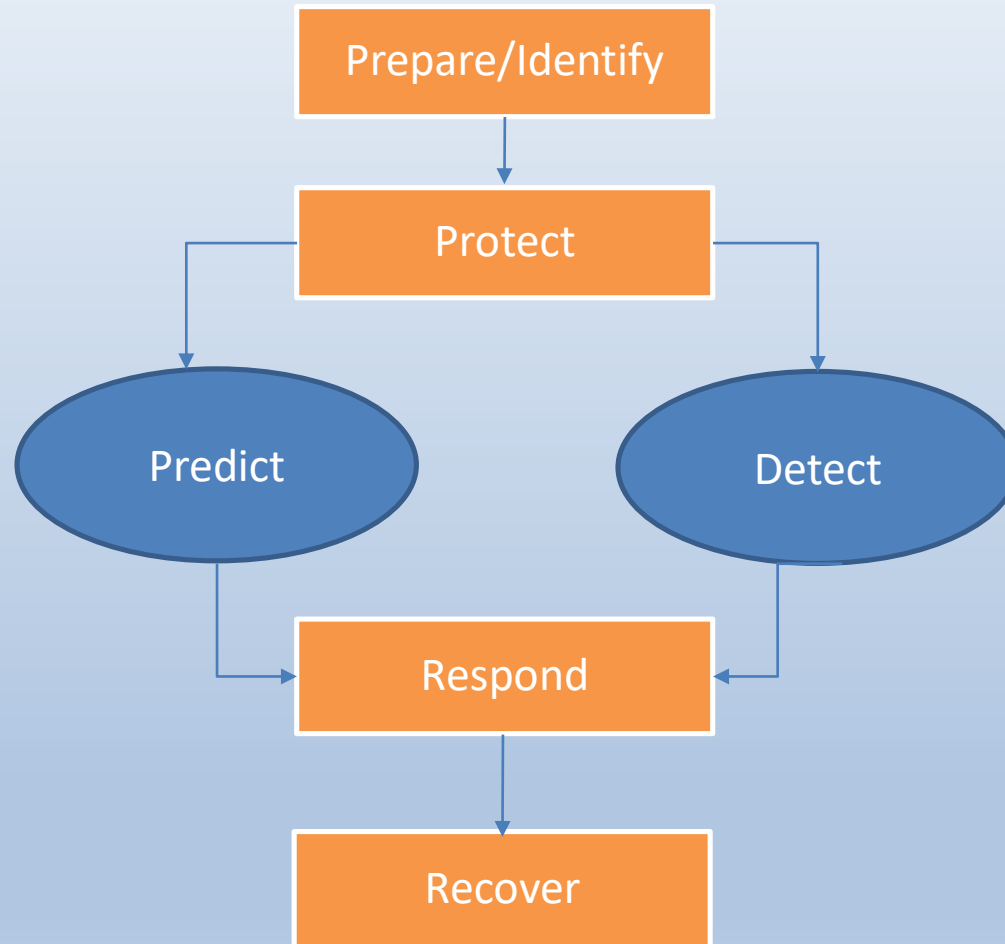 Prepare/Identify
Protect
Predict
Detect
Respond
Recover